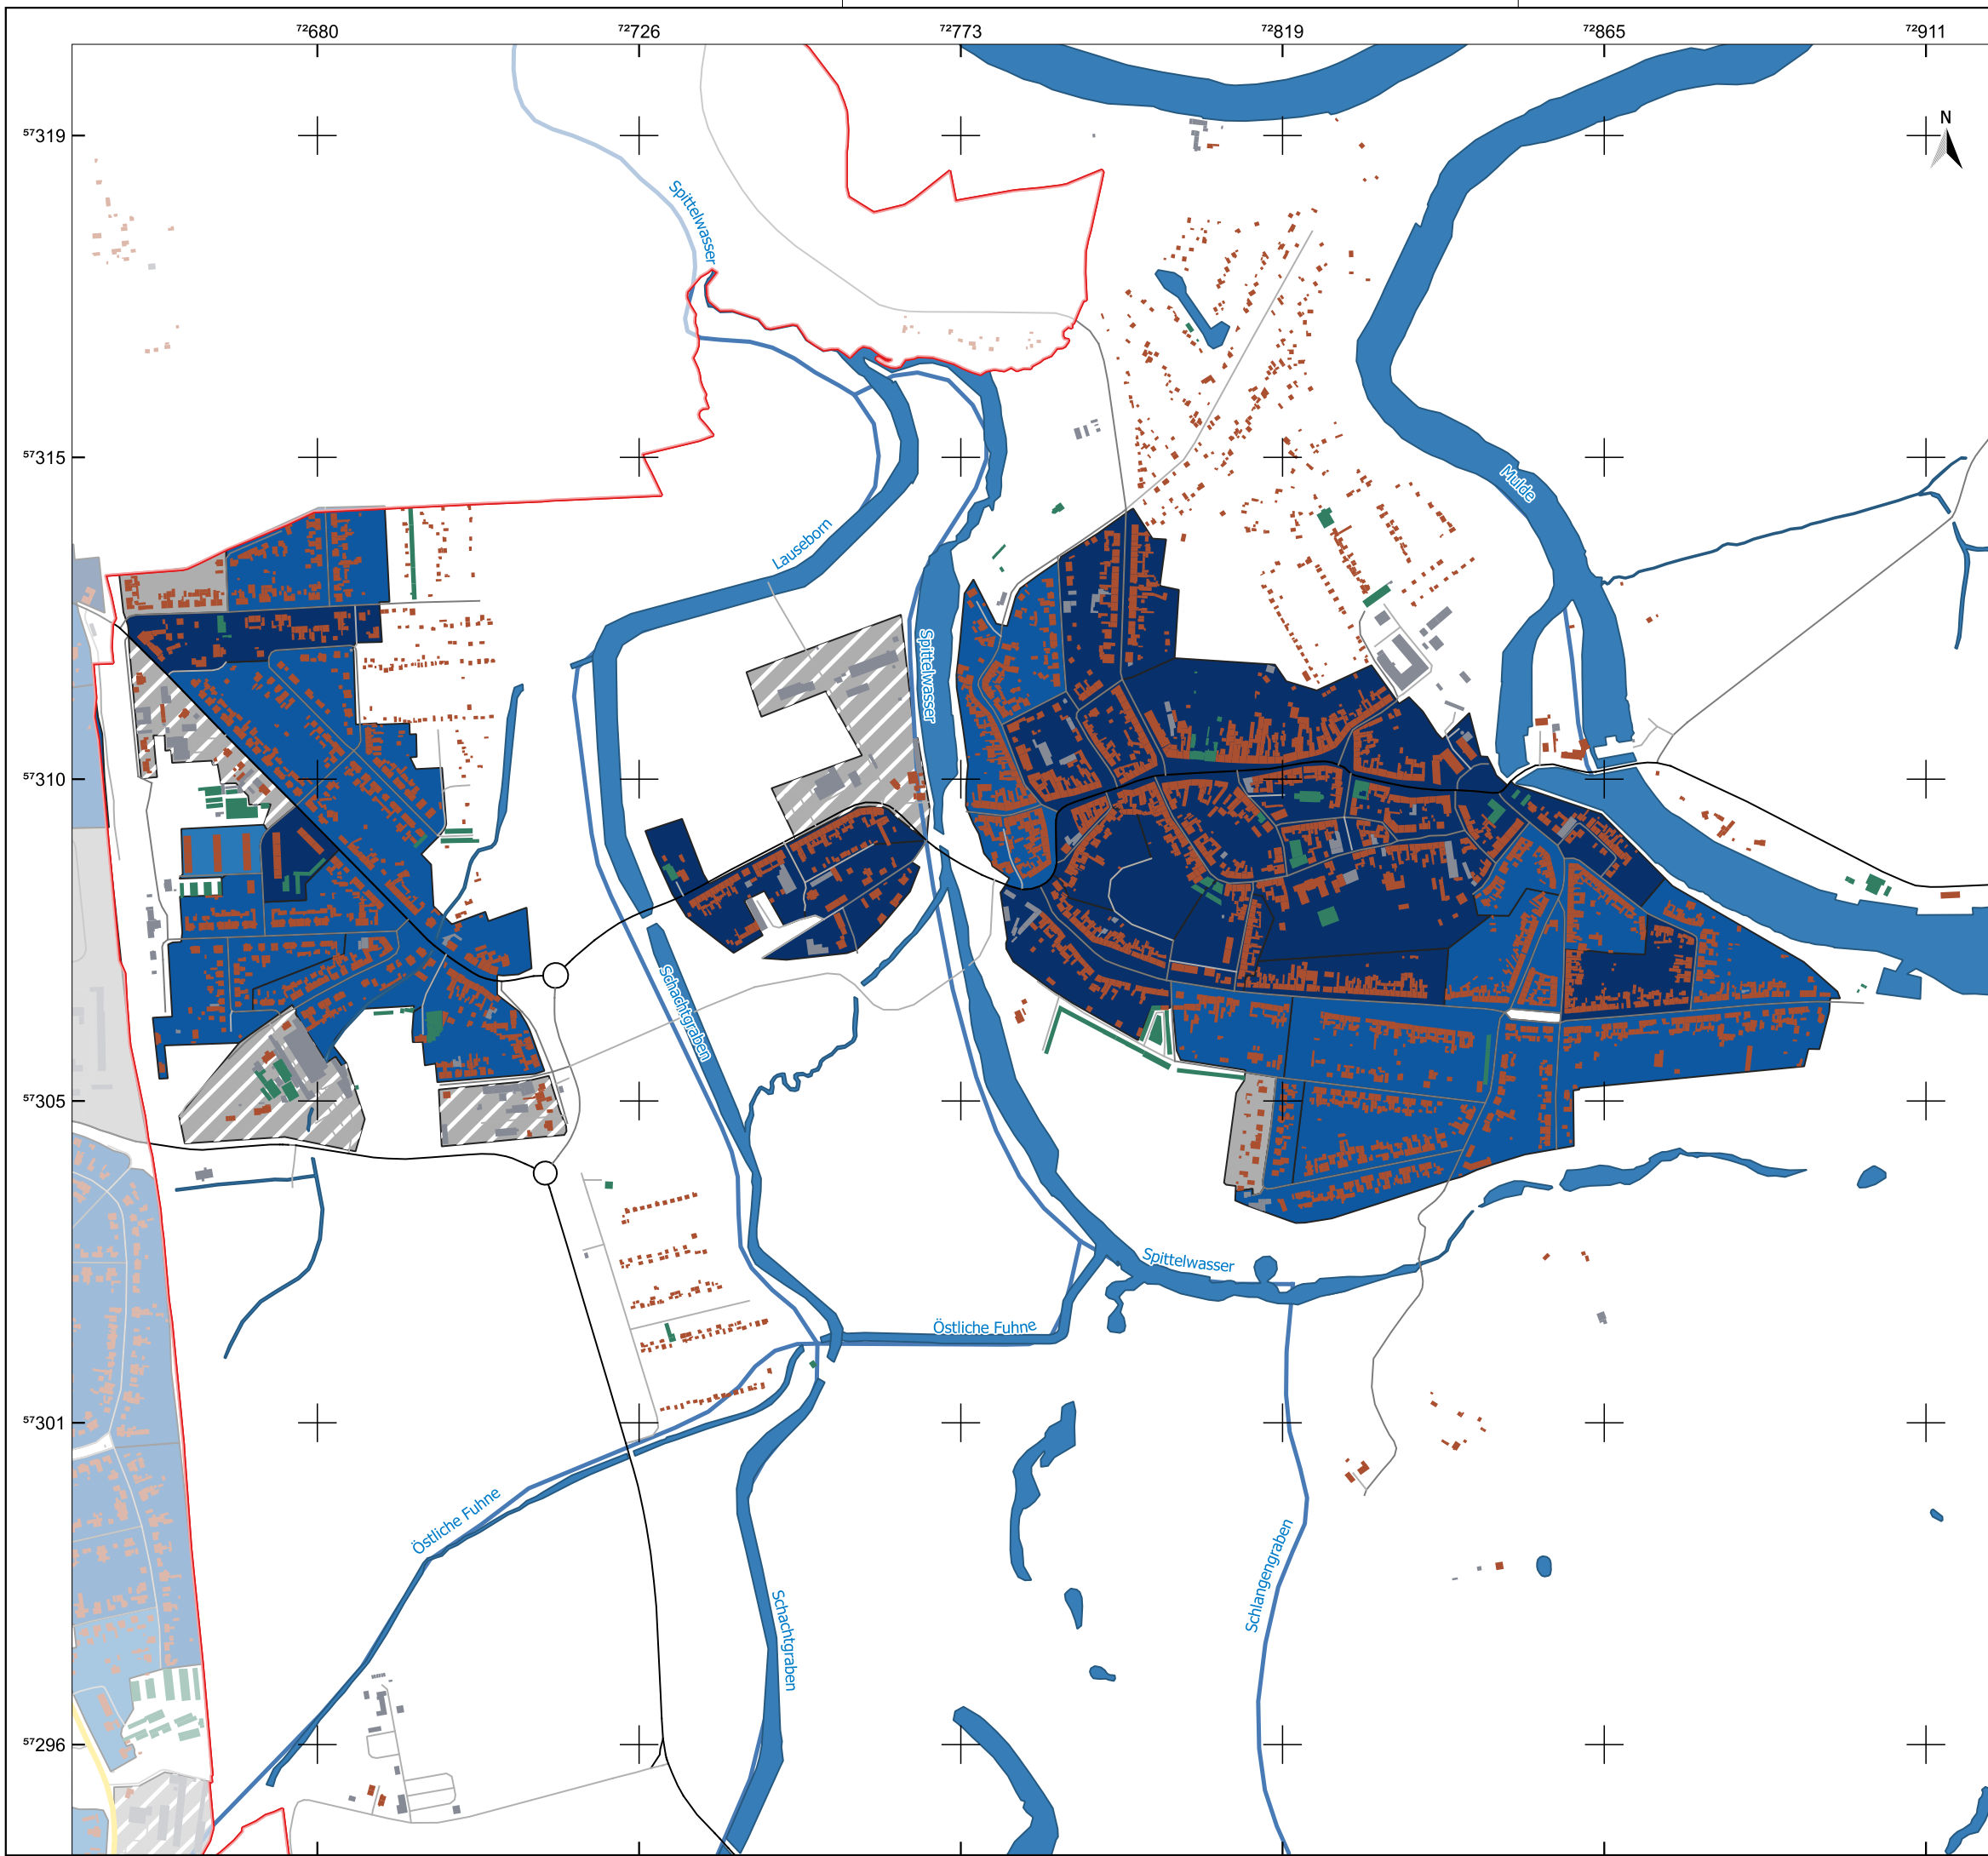 72680 72726 72773 72819 72865 72911
57319
N
Spittelwasser
57315
Mulde
Lauseborn
Spittelwasser
57310
Schachtgraben
57305
Spittelwasser
Östliche Fuhne
57301
Östliche Fuhne
Schlangengraben
Schachtgraben
57296